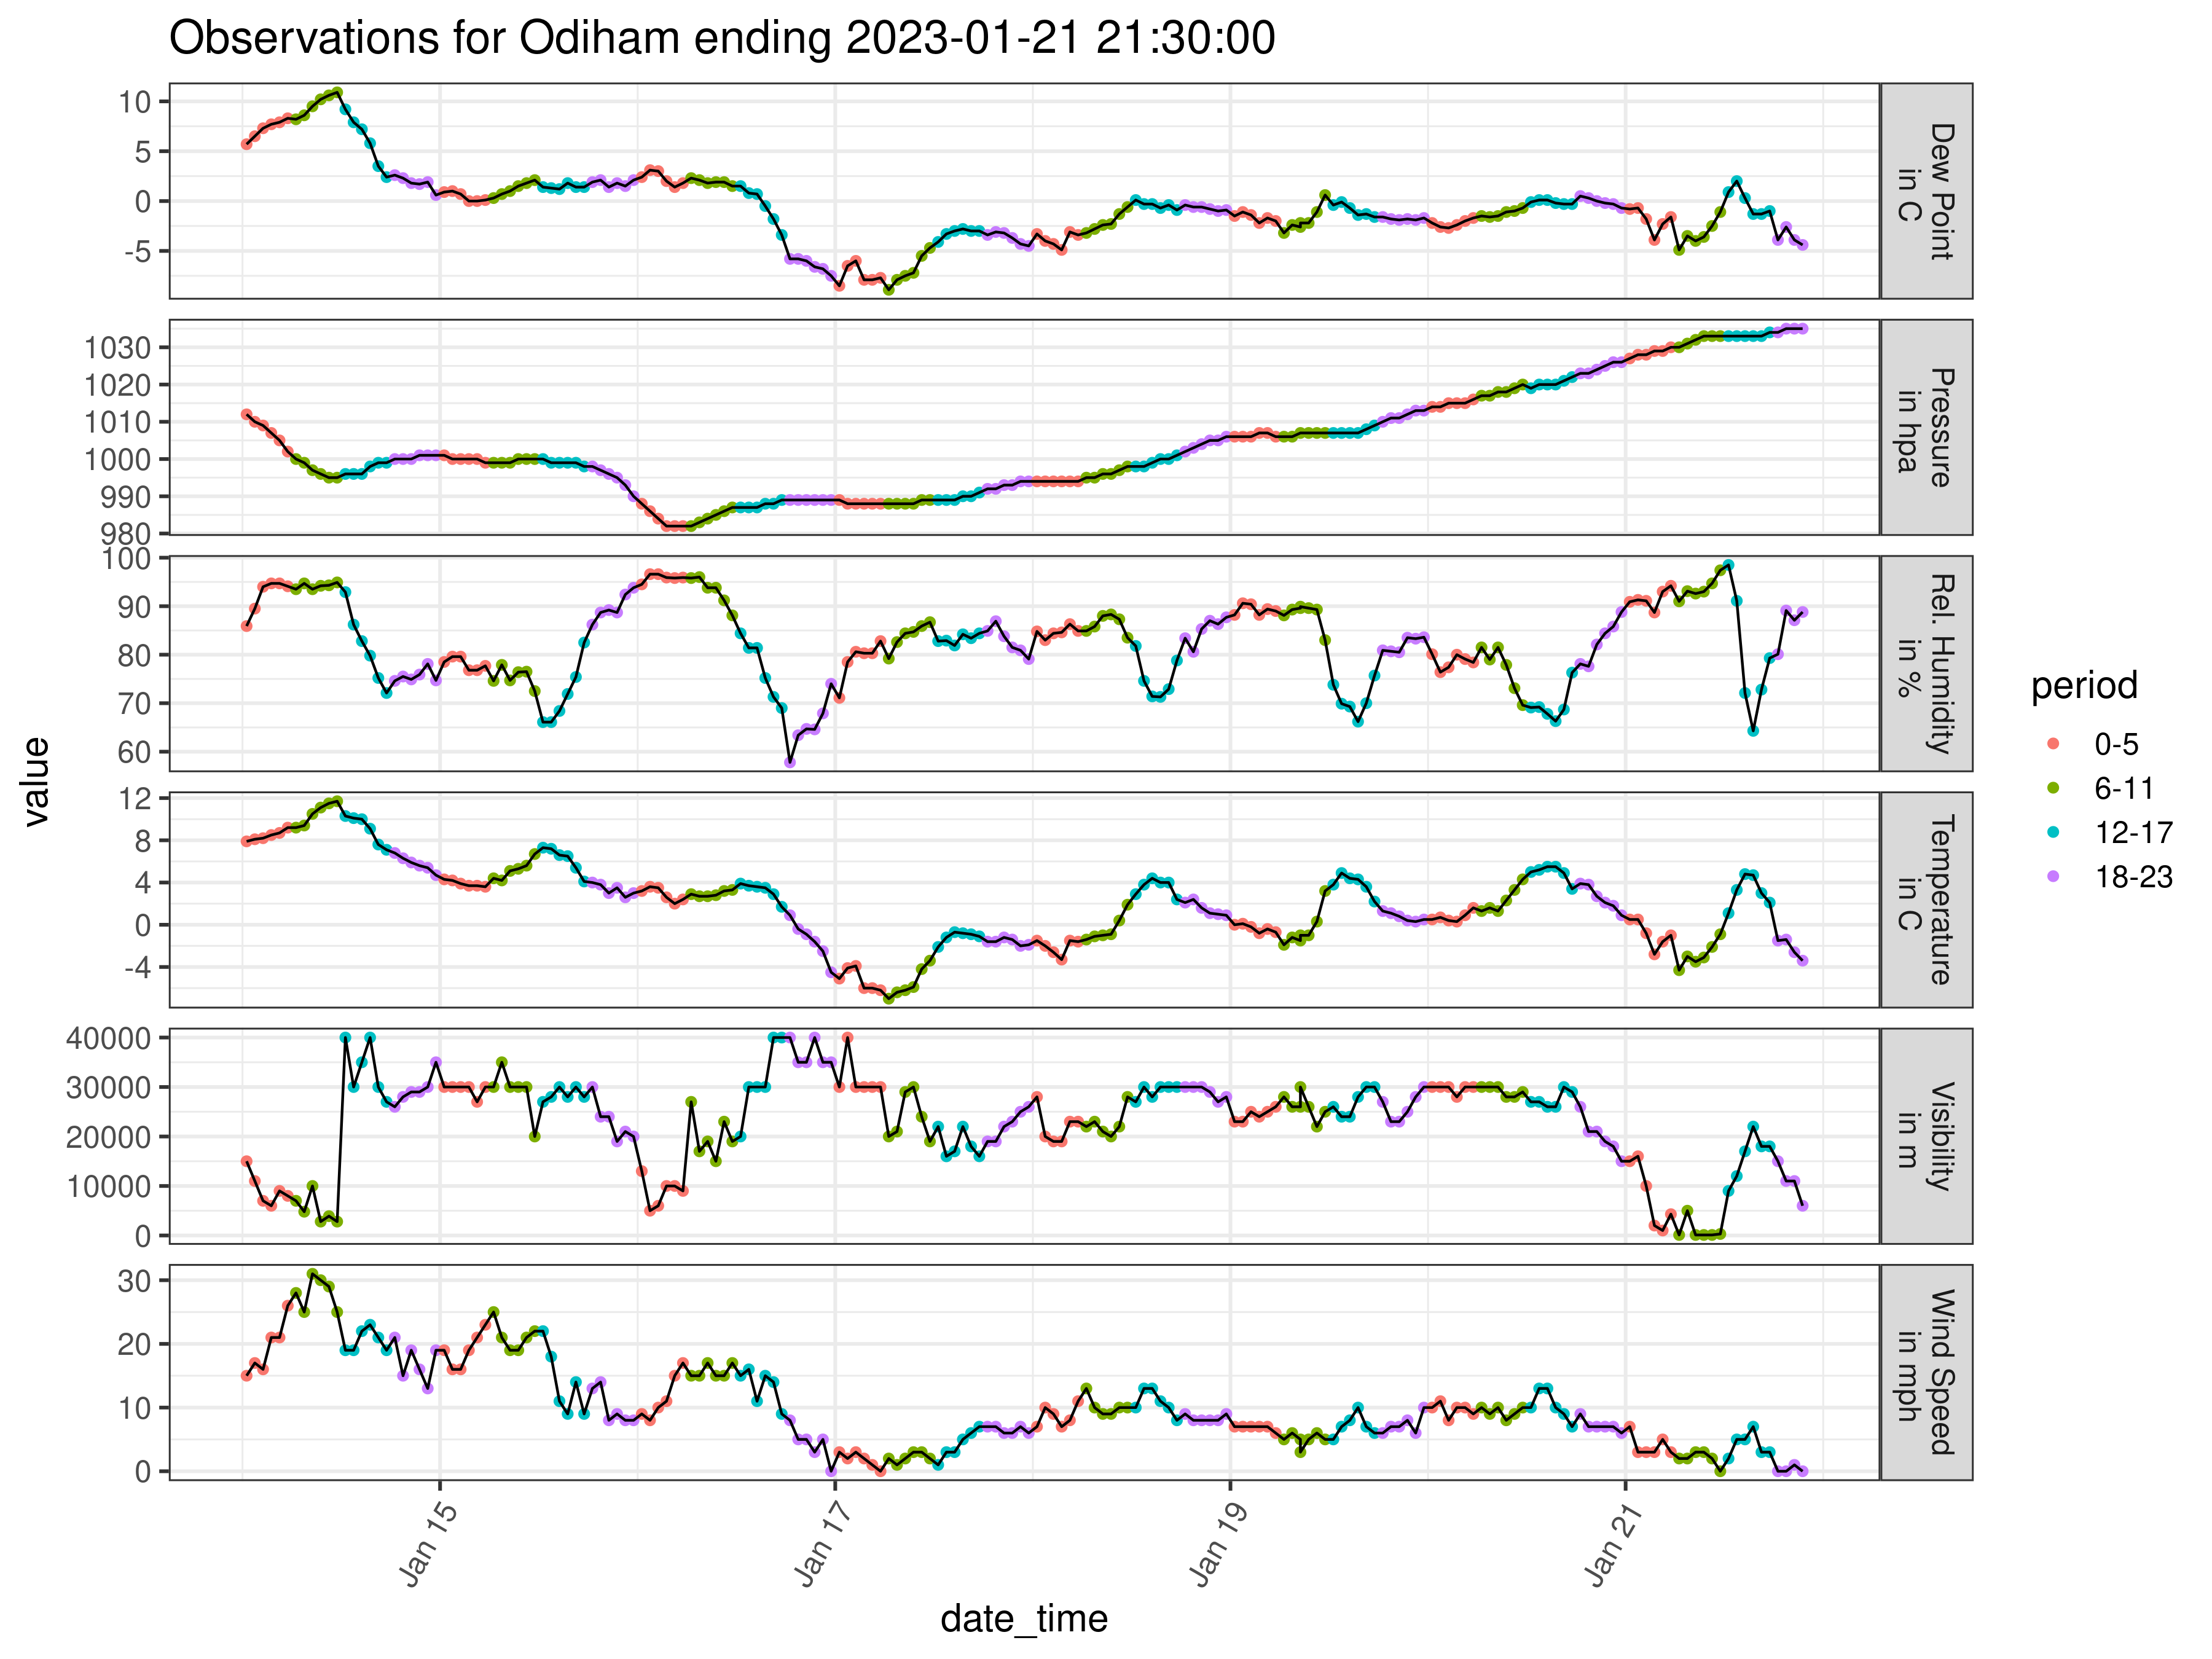 Observations for Odiham ending 2023-01-21 21:30:00
value
10
5
0
-5
Dew Point
in C
1030
1020
1010
1000
990
980
Pressure
in hpa
100
90
80
70
60
Rel. Humidity
in %
12
8
4
0
-4
Temperature
in C
40000
30000
20000
10000
0
Visibility
in m
30
20
10
0
Wind Speed
in mph
Jan 15
Jan 17
Jan 19
Jan 21
date_time
period
0-5
6-11
12-17
18-23